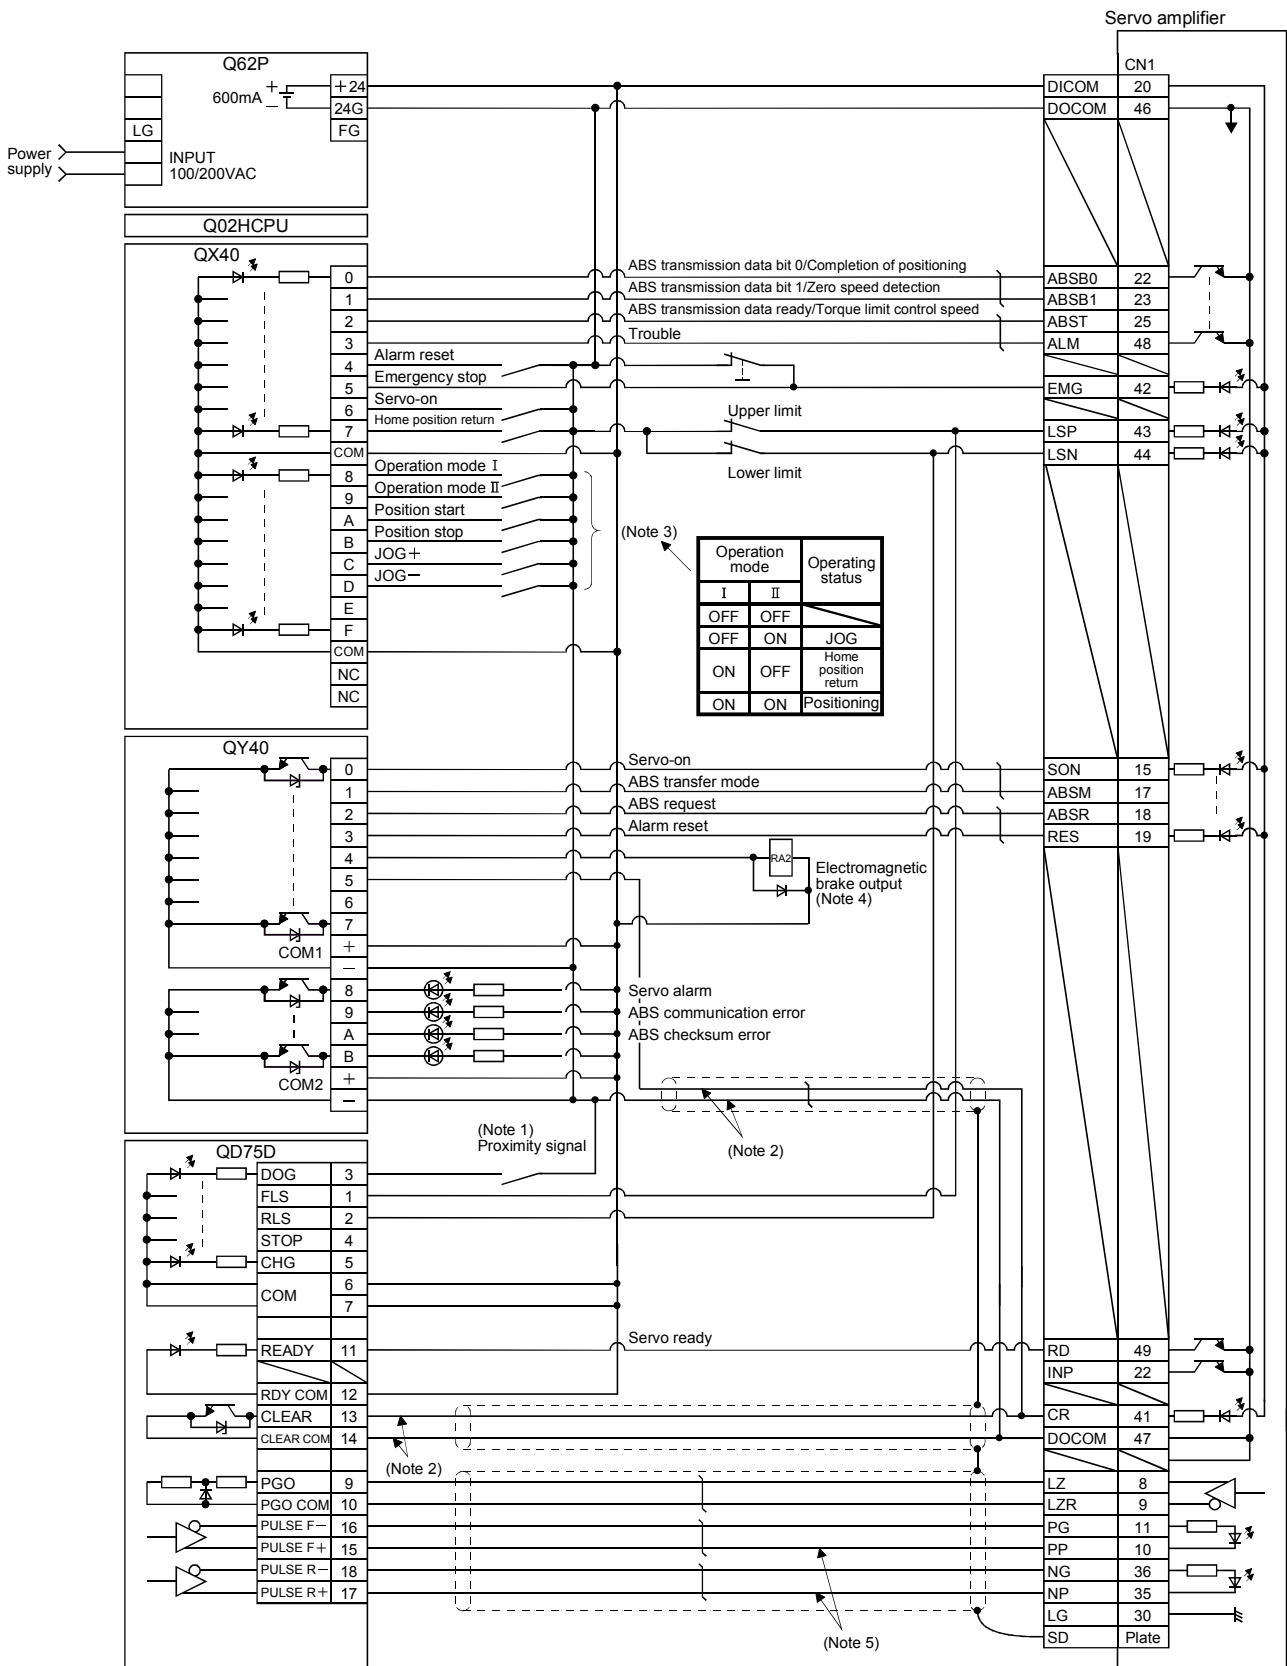 Servo amplifier
Q62P
CN1
+24
DICOM 20
600mA
+
−
24G
DOCOM 46
LG
FG
Power supply
INPUT
100/200VAC
Q02HCPU
QX40
0 ABS transmission data bit 0/Completion of positioning ABSB0 22
1 ABS transmission data bit 1/Zero speed detection ABSB1 23
2 ABS transmission data ready/Torque limit control speed ABST 25
3 Trouble ALM 48
4 Alarm reset
5 Emergency stop EMG 42
6 Servo-on
Upper limit
7 Home position return LSP 43
COM LSN 44
Lower limit
8 Operation mode Ⅰ
9 Operation mode Ⅱ
A Position start
B Position stop
C JOG+
D JOG−
E
F
COM
NC
NC
(Note 3)
Operation mode Operating status
Ⅰ Ⅱ
OFF OFF
OFF ON JOG
ON OFF Home position return
ON ON Positioning
QY40
0 Servo-on SON 15
1 ABS transfer mode ABSM 17
2 ABS request ABSR 18
3 Alarm reset RES 19
4 RA2
5
6
7
Electromagnetic
brake output
(Note 4)
COM1
+
−
8 Servo alarm
9 ABS communication error
A ABS checksum error
B
COM2
+
−
(Note 1)
Proximity signal
(Note 2)
QD75D
DOG 3
FLS 1
RLS 2
STOP 4
CHG 5
COM 6
7
READY 11 Servo ready RD 49
INP 22
RDY COM 12
CLEAR 13 CR 41
CLEAR COM 14 DOCOM 47
(Note 2)
PGO 9 LZ 8
PGO COM 10 LZR 9
PULSE F− 16 PG 11
PULSE F+ 15 PP 10
PULSE R− 18 NG 36
PULSE R+ 17 NP 35
LG 30
(Note 5)
SD Plate